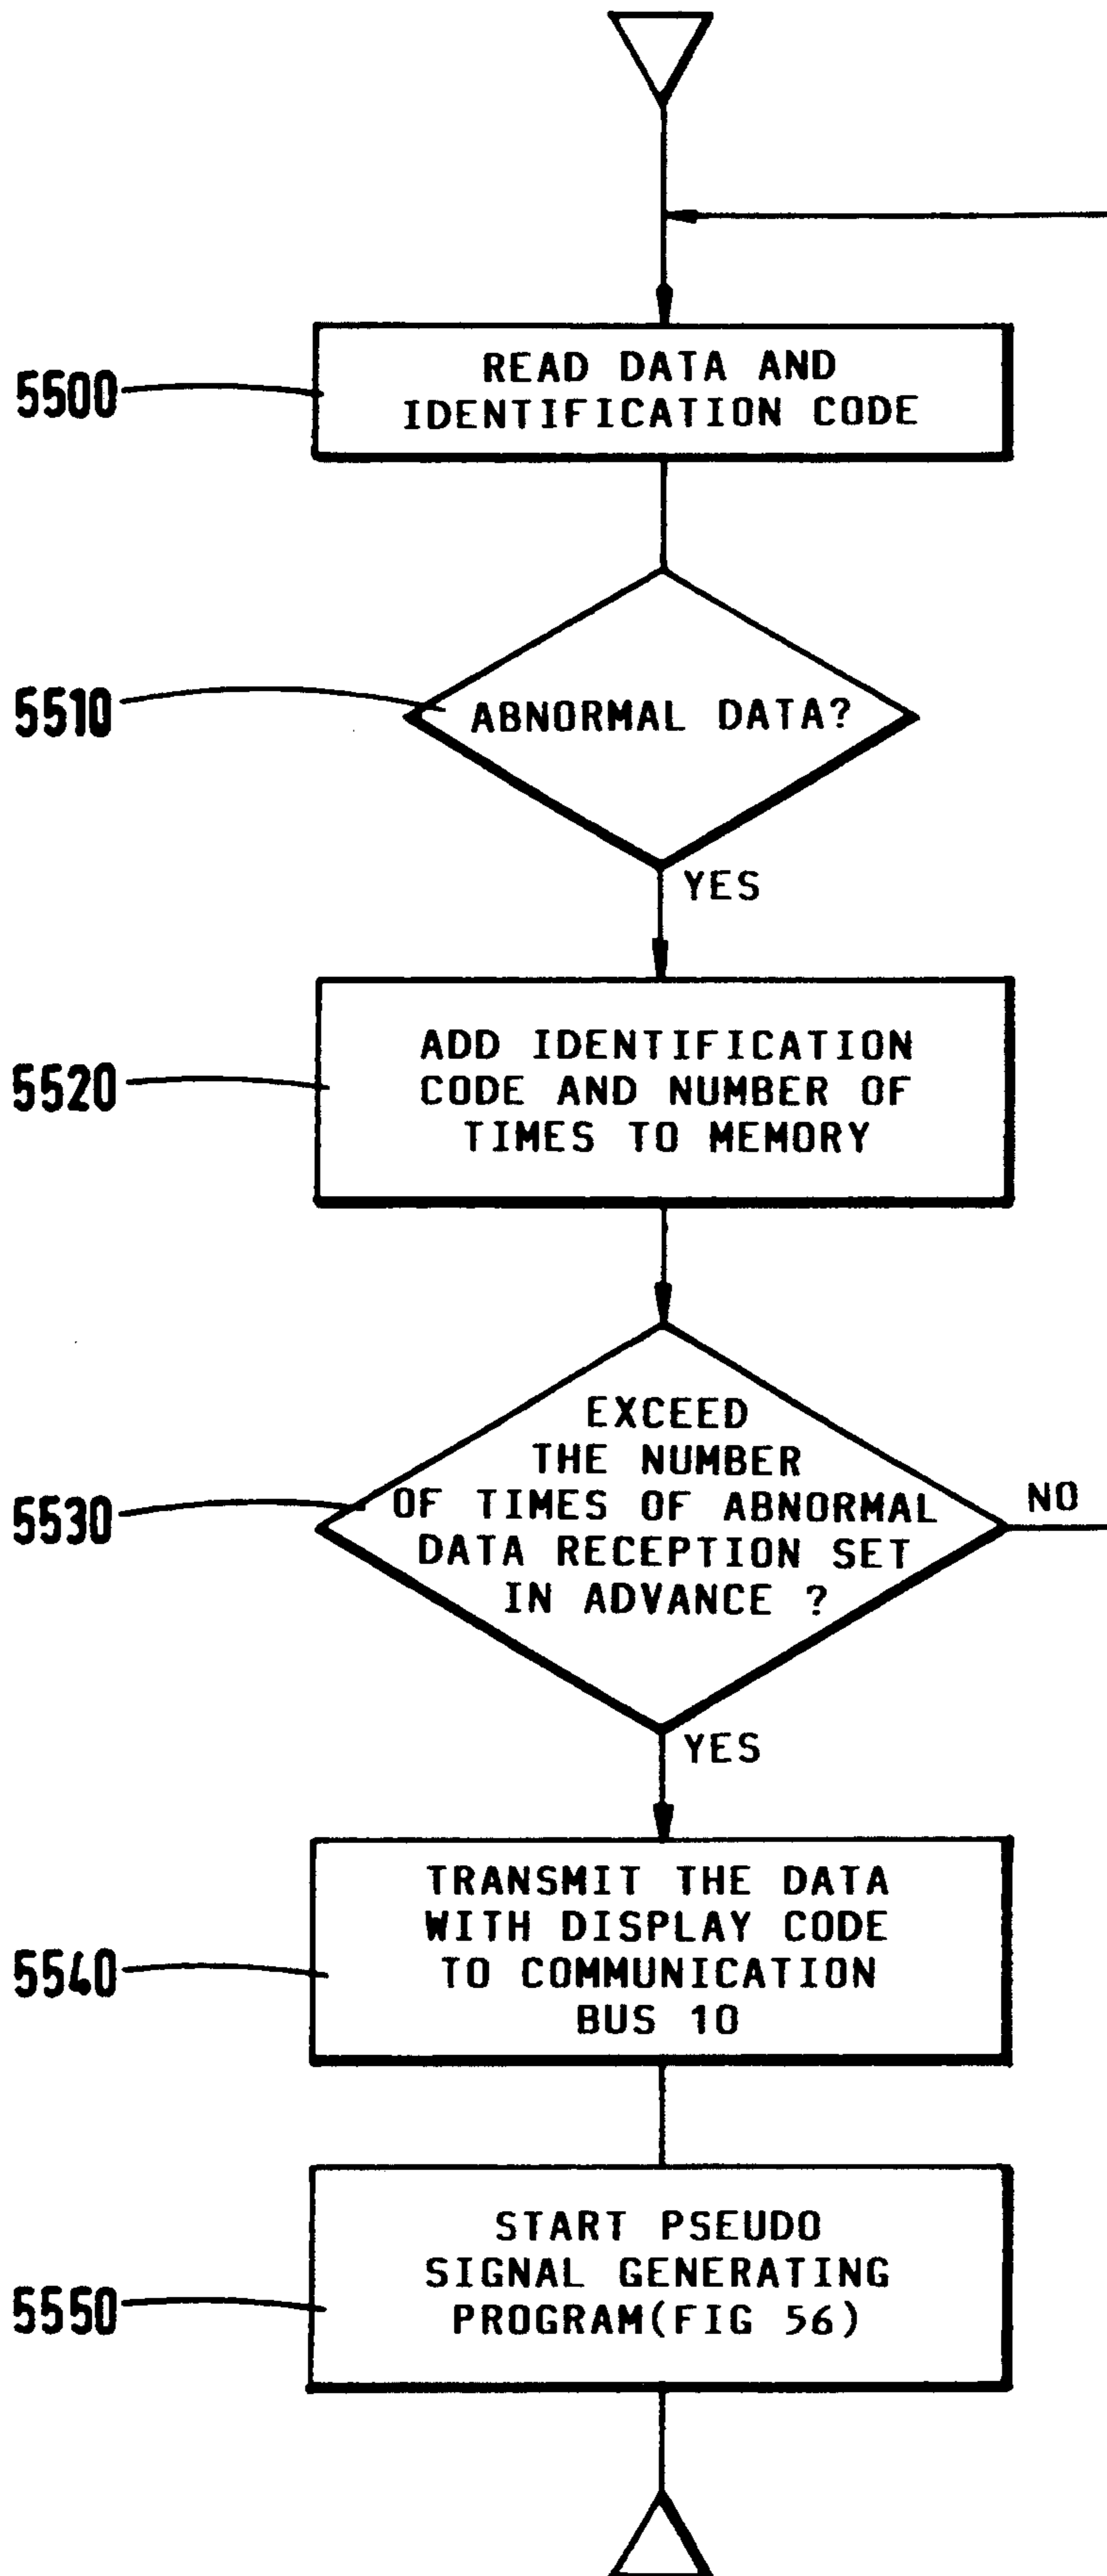 5500
READ DATA AND
IDENTIFICATION CODE
5510
ABNORMAL DATA?
YES
5520
ADD IDENTIFICATION
CODE AND NUMBER OF
TIMES TO MEMORY
5530
EXCEED
THE NUMBER
OF TIMES OF ABNORMAL
DATA RECEPTION SET
IN ADVANCE ?
NO
YES
5540
TRANSMIT THE DATA
WITH DISPLAY CODE
TO COMMUNICATION
BUS 10
5550
START PSEUDO
SIGNAL GENERATING
PROGRAM(FIG 56)